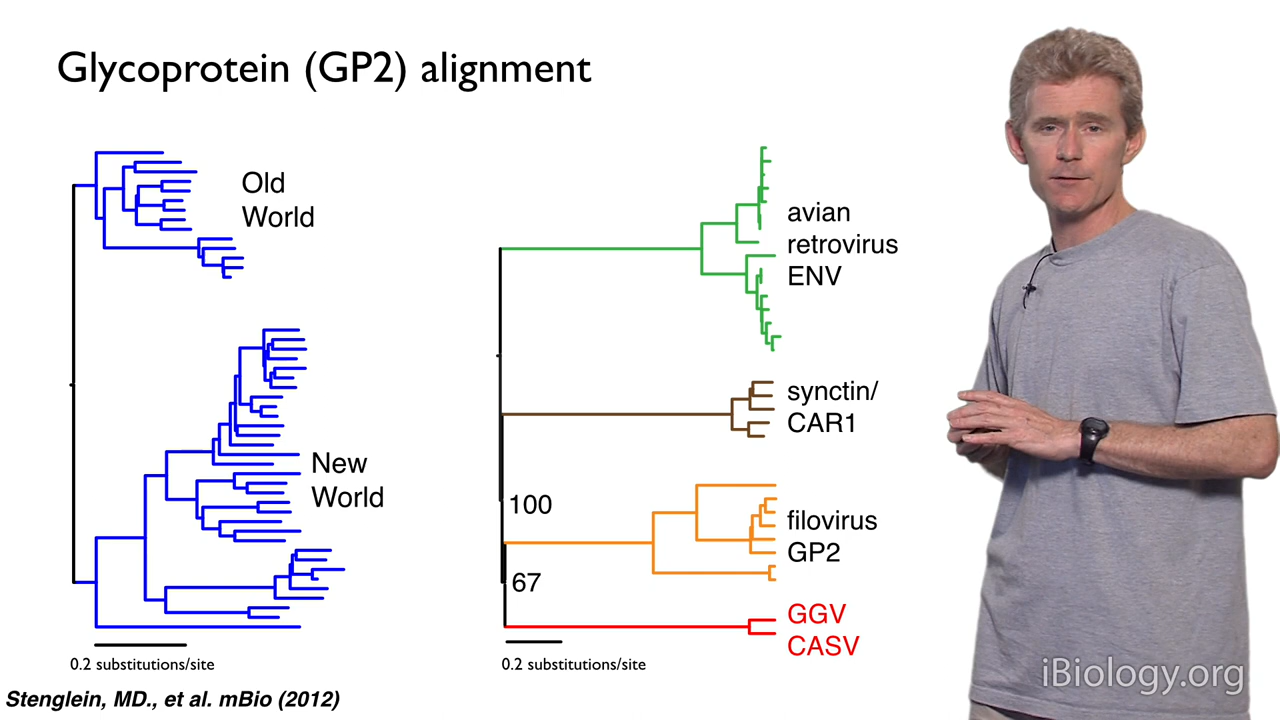 Glycoprotein (GP2) alignment
Old
World
New
World
0.2 substitutions/site
avian
retrovirus
ENV
synctin/
CAR1
100
filovirus
GP2
67
GGV
CASV
0.2 substitutions/site
Stenglein, MD., et al. mBio (2012)
iBiology.org